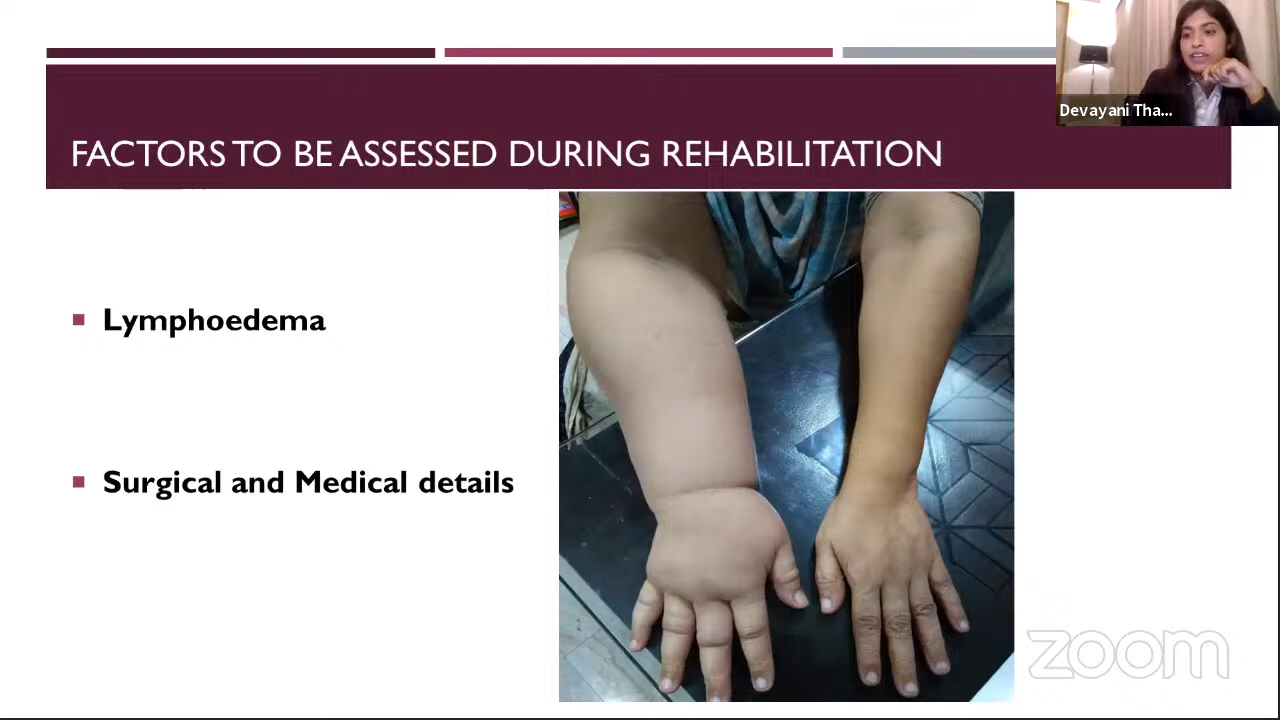 Devayani Tha...
FACTORS TO BE ASSESSED DURING REHABILITATION
Lymphoedema
Surgical and Medical details
zoom